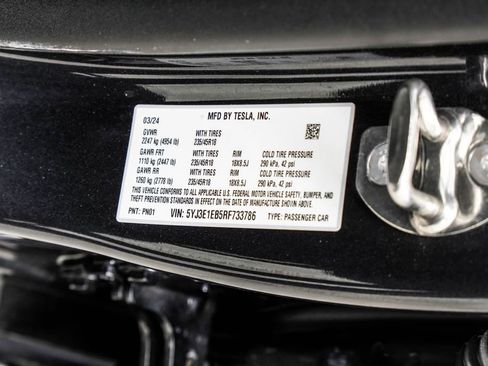 MFD BY TESLA, INC.
03/24
GVWR WITH TIRES
2247 kg (4954 lb) 235/45R18
GAWR FRT WITH TIRES RIM COLD TIRE PRESSURE
1110 kg (2447 lb) 235/45R18 18X8.5J 290 kPa, 42 psi
GAWR RR WITH TIRES RIM COLD TIRE PRESSURE
1260 kg (2778 lb) 235/45R18 18X8.5J 290 kPa, 42 psi
THIS VEHICLE CONFORMS TO ALL APPLICABLE U.S. FEDERAL MOTOR VEHICLE SAFETY, BUMPER, AND
THEFT PREVENTION STANDARDS IN EFFECT ON THE DATE OF MANUFACTURE SHOWN ABOVE.
PNT: PN01 VIN: 5YJ3E1EB5RF733786 TYPE: PASSENGER CAR